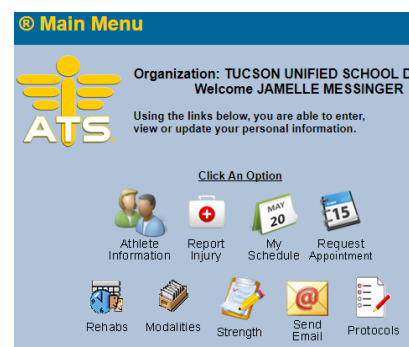 ® Main Menu
Organization: TUCSON UNIFIED SCHOOL D
Welcome JAMELLE MESSINGER
ATS
Using the links below, you are able to enter,
view or update your personal information.
Click An Option
MAY
20
15
Athlete
Information
Report
Injury
My
Schedule
Request
Appointment
@
Rehabs
Modalities
Strength
Send
Email
Protocols